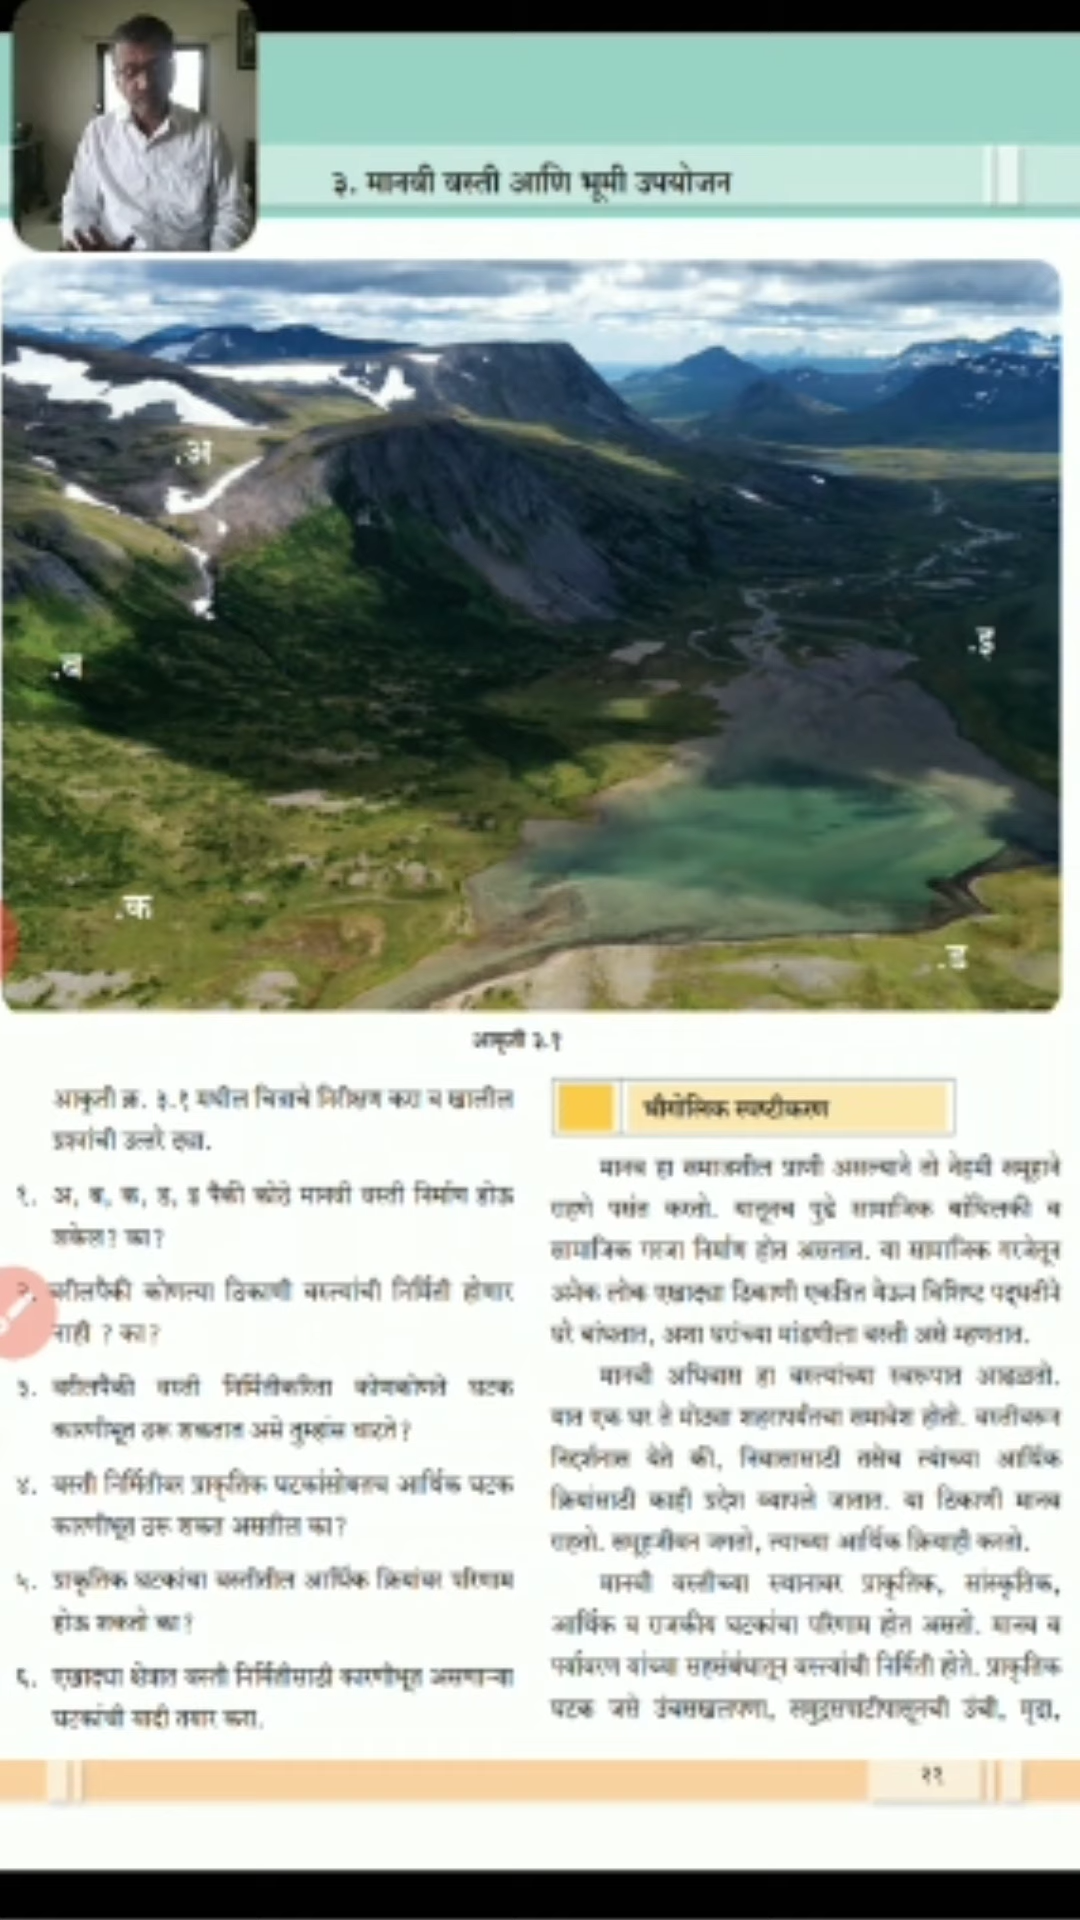 ३. मानवी वस्ती आणि भूमी उपयोजन
.अ
.ब
.इ
.क
.ड
आकृती ३.१
आकृती क्र. ३.१ मधील चित्राचे निरीक्षण करा व खालील
प्रश्नांची उत्तरे द्या.
१. अ, ब, क, ड, इ पैकी कोठे मानवी वस्ती निर्माण होऊ
शकेल? का?
२. वरीलपैकी कोणत्या ठिकाणी वस्त्यांची निर्मिती होणार
नाही ? का?
३. वरीलपैकी वस्ती निर्मितीकरिता कोणकोणते घटक
कारणीभूत ठरू शकतात असे तुम्हांस वाटते?
४. वस्ती निर्मितीवर प्राकृतिक घटकांसोबतच आर्थिक घटक
कारणीभूत ठरू शकत असतील का?
५. प्राकृतिक घटकांचा वस्तीतील आर्थिक क्रियांवर परिणाम
होऊ शकतो का?
६. एखाद्या क्षेत्रात वस्ती निर्मितीसाठी कारणीभूत असणाऱ्या
घटकांची यादी तयार करा.
भौगोलिक स्पष्टीकरण
मानव हा समाजशील प्राणी असल्याने तो नेहमी समूहाने
राहणे पसंत करतो. यातूनच पुढे सामाजिक बांधिलकी व
सामाजिक गरजा निर्माण होत असतात. या सामाजिक गरजेतून
अनेक लोक एखाद्या ठिकाणी एकत्रित येऊन विशिष्ट पद्धतीने
घरे बांधतात, अशा घरांच्या मांडणीला वस्ती असे म्हणतात.
मानवी अधिवास हा वस्त्यांच्या स्वरूपात आढळतो.
यात एक घर ते मोठ्या शहरापर्यंतचा समावेश होतो. वस्तीवरून
निदर्शनास येते की, निवासासाठी तसेच त्यांच्या आर्थिक
क्रियांसाठी काही प्रदेश व्यापले जातात. या ठिकाणी मानव
राहतो. समूहजीवन जगतो, त्याच्या आर्थिक क्रियाही करतो.
मानवी वस्तीच्या स्थानावर प्राकृतिक, सांस्कृतिक,
आर्थिक व राजकीय घटकांचा परिणाम होत असतो. मानव व
पर्यावरण यांच्या सहसंबंधातून वस्त्यांची निर्मिती होते. प्राकृतिक
घटक जसे उंचसखलपणा, समुद्रसपाटीपासूनची उंची, मृदा,
२१